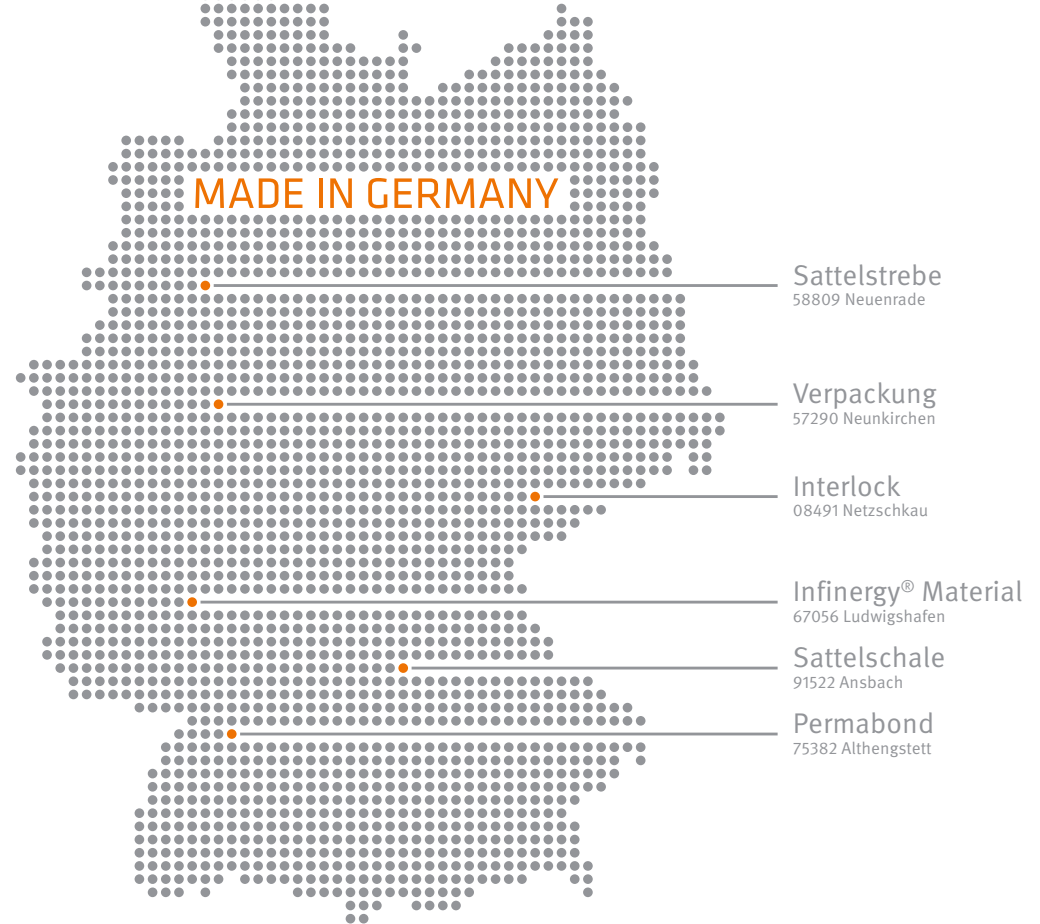 MADE IN GERMANY
Sattelstrebe
58809 Neuenrade
Verpackung
57290 Neunkirchen
Interlock
08491 Netzschkau
Infinergy® Material
67056 Ludwigshafen
Sattelschale
91522 Ansbach
Permabond
75382 Althengstett